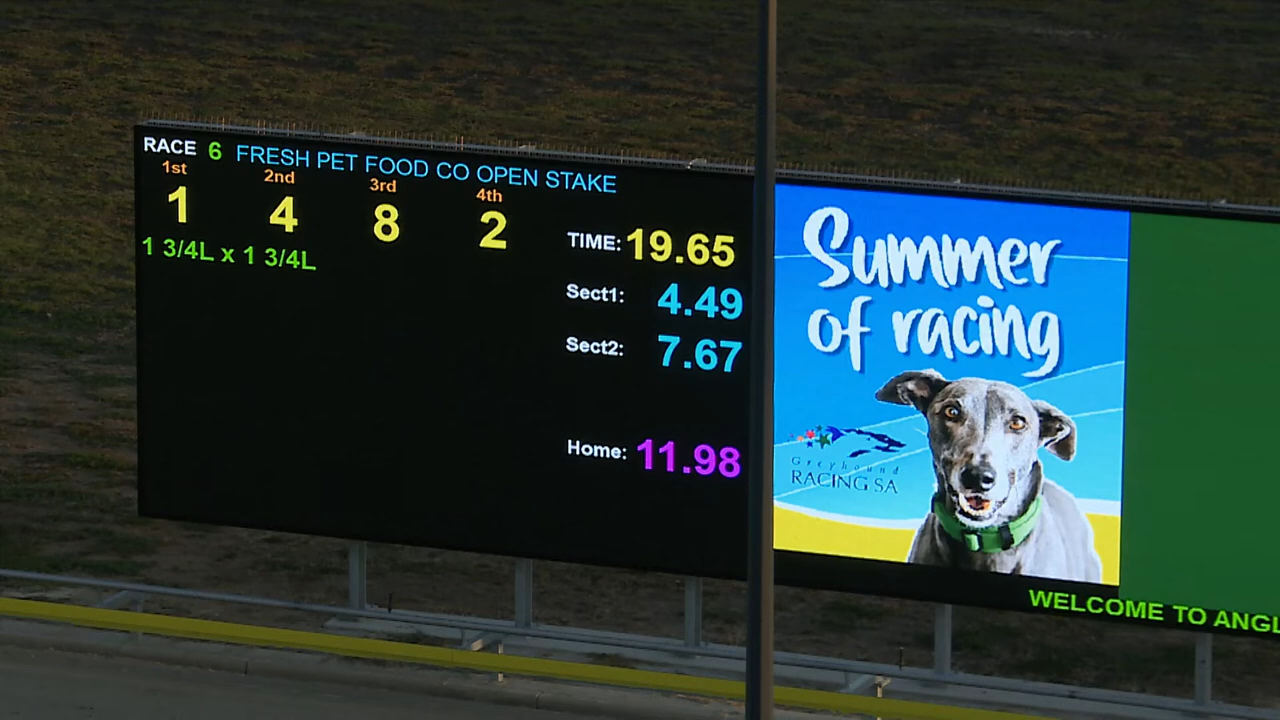 RACE 6 FRESH PET FOOD CO OPEN STAKE
1st 2nd 3rd 4th
1 4 8 2
1 3/4L x 1 3/4L
TIME: 19.65
Sect1: 4.49
Sect2: 7.67
Home: 11.98
Summer
of racing
Greyhound
RACING SA
WELCOME TO